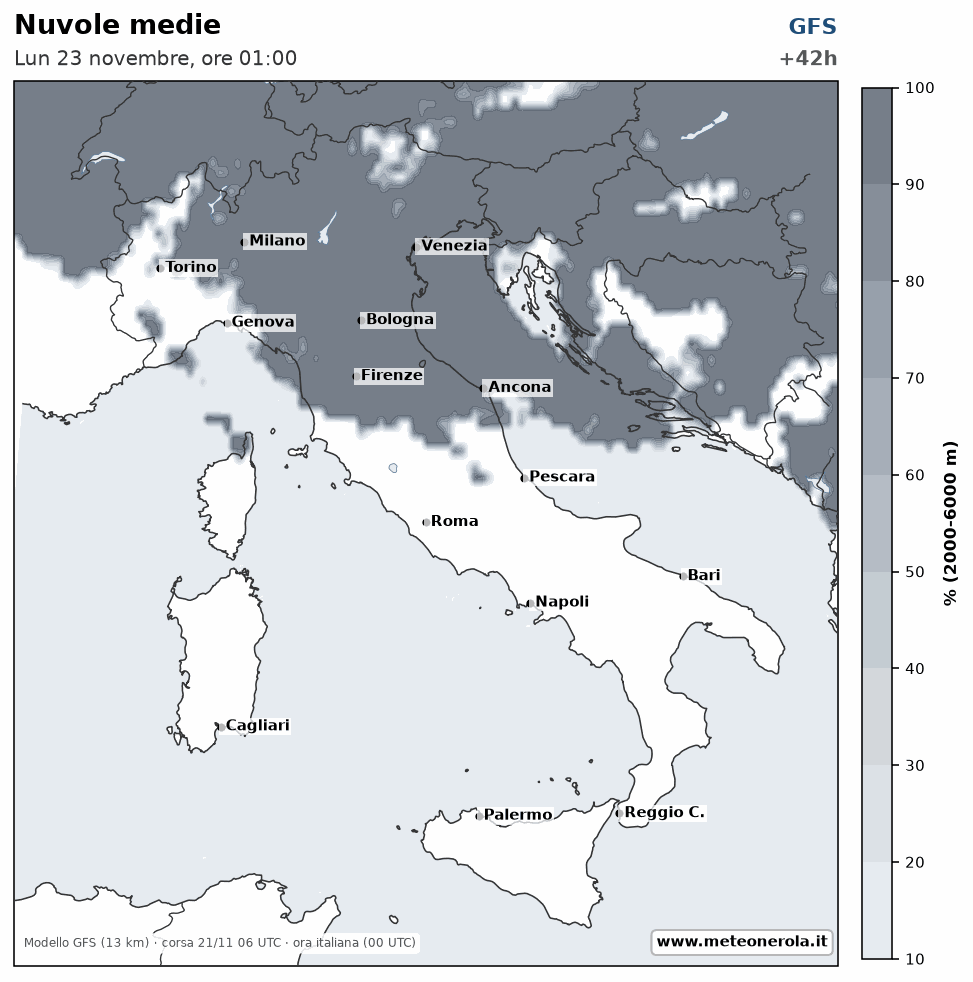 Nuvole medie
GFS
Lun 23 novembre, ore 01:00
+42h
100
90
80
70
60
50
40
30
20
10
% (2000-6000 m)
Milano
Venezia
Torino
Genova
Bologna
Firenze
Ancona
Pescara
Roma
Bari
Napoli
Cagliari
Palermo
Reggio C.
Modello GFS (13 km) · corsa 21/11 06 UTC · ora italiana (00 UTC)
www.meteonerola.it